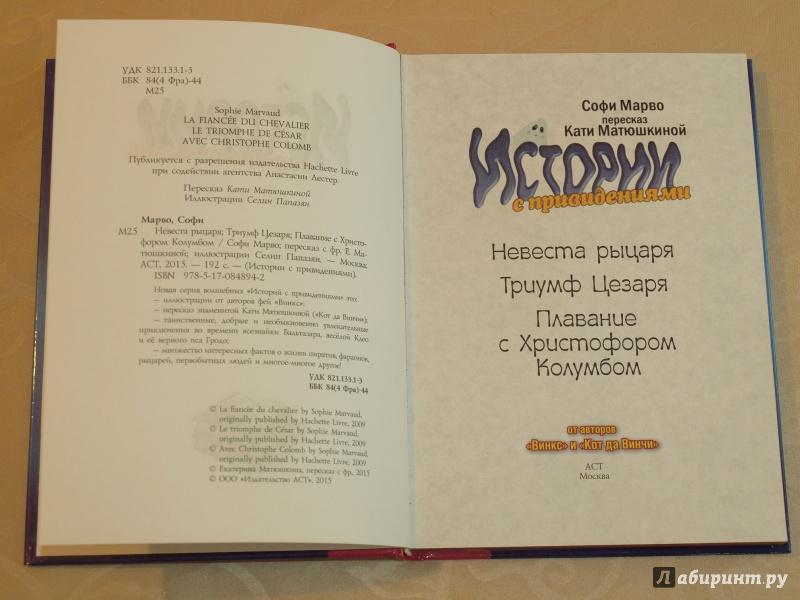 УДК 821.133.1-3
ББК 84(4 Фра)-44
М25
Sophie Marvaud
LA FIANCÉE DU CHEVALIER
LE TRIOMPHE DE CÉSAR
AVEC CHRISTOPHE COLOMB
Публикуется с разрешения издательства Hachette Livre
при содействии агентства Анастасии Лестер.
Пересказ Кати Матюшкиной
Иллюстрации Селин Папазян
Марво, Софи
М25 Невеста рыцаря; Триумф Цезаря; Плавание с Христо-
фором Колумбом / Софи Марво; пересказ с фр. Е. Ма-
тюшкиной; иллюстрации Селин Папазян. — Москва:
АСТ, 2015. — 192 с. — (Истории с привидениями).
ISBN 978-5-17-084894-2
Новая серия волшебных «Историй с привидениями» это:
— иллюстрации от авторов фей «Винкс»;
— пересказ знаменитой Кати Матюшкиной («Кот да Винчи»);
— таинственные, добрые и необыкновенно увлекательные
приключения во времени всезнайки Бальтазара, весёлой Клео
и её верного пса Гродо;
— множество интересных фактов о жизни пиратов, фараонов,
рыцарей, первобытных людей и многое-многое другое!
УДК 821.133.1-3
ББК 84(4 Фра)-44
© La fiancée du chevalier by Sophie Marvaud,
originally published by Hachette Livre, 2009
© Le triomphe de César by Sophie Marvaud,
originally published by Hachette Livre, 2009
© Avec Christophe Colomb by Sophie Marvaud,
originally published by Hachette Livre, 2009
© Екатерина Матюшкина, пересказ с фр., 2015
© ООО «Издательство АСТ», 2015
Софи Марво
пересказ
Кати Матюшкиной
Истории
с привидениями
Невеста рыцаря
Триумф Цезаря
Плавание
с Христофором
Колумбом
от авторов
«Винкс» и «Кот да Винчи»
АСТ
Москва
Лабиринт.ру